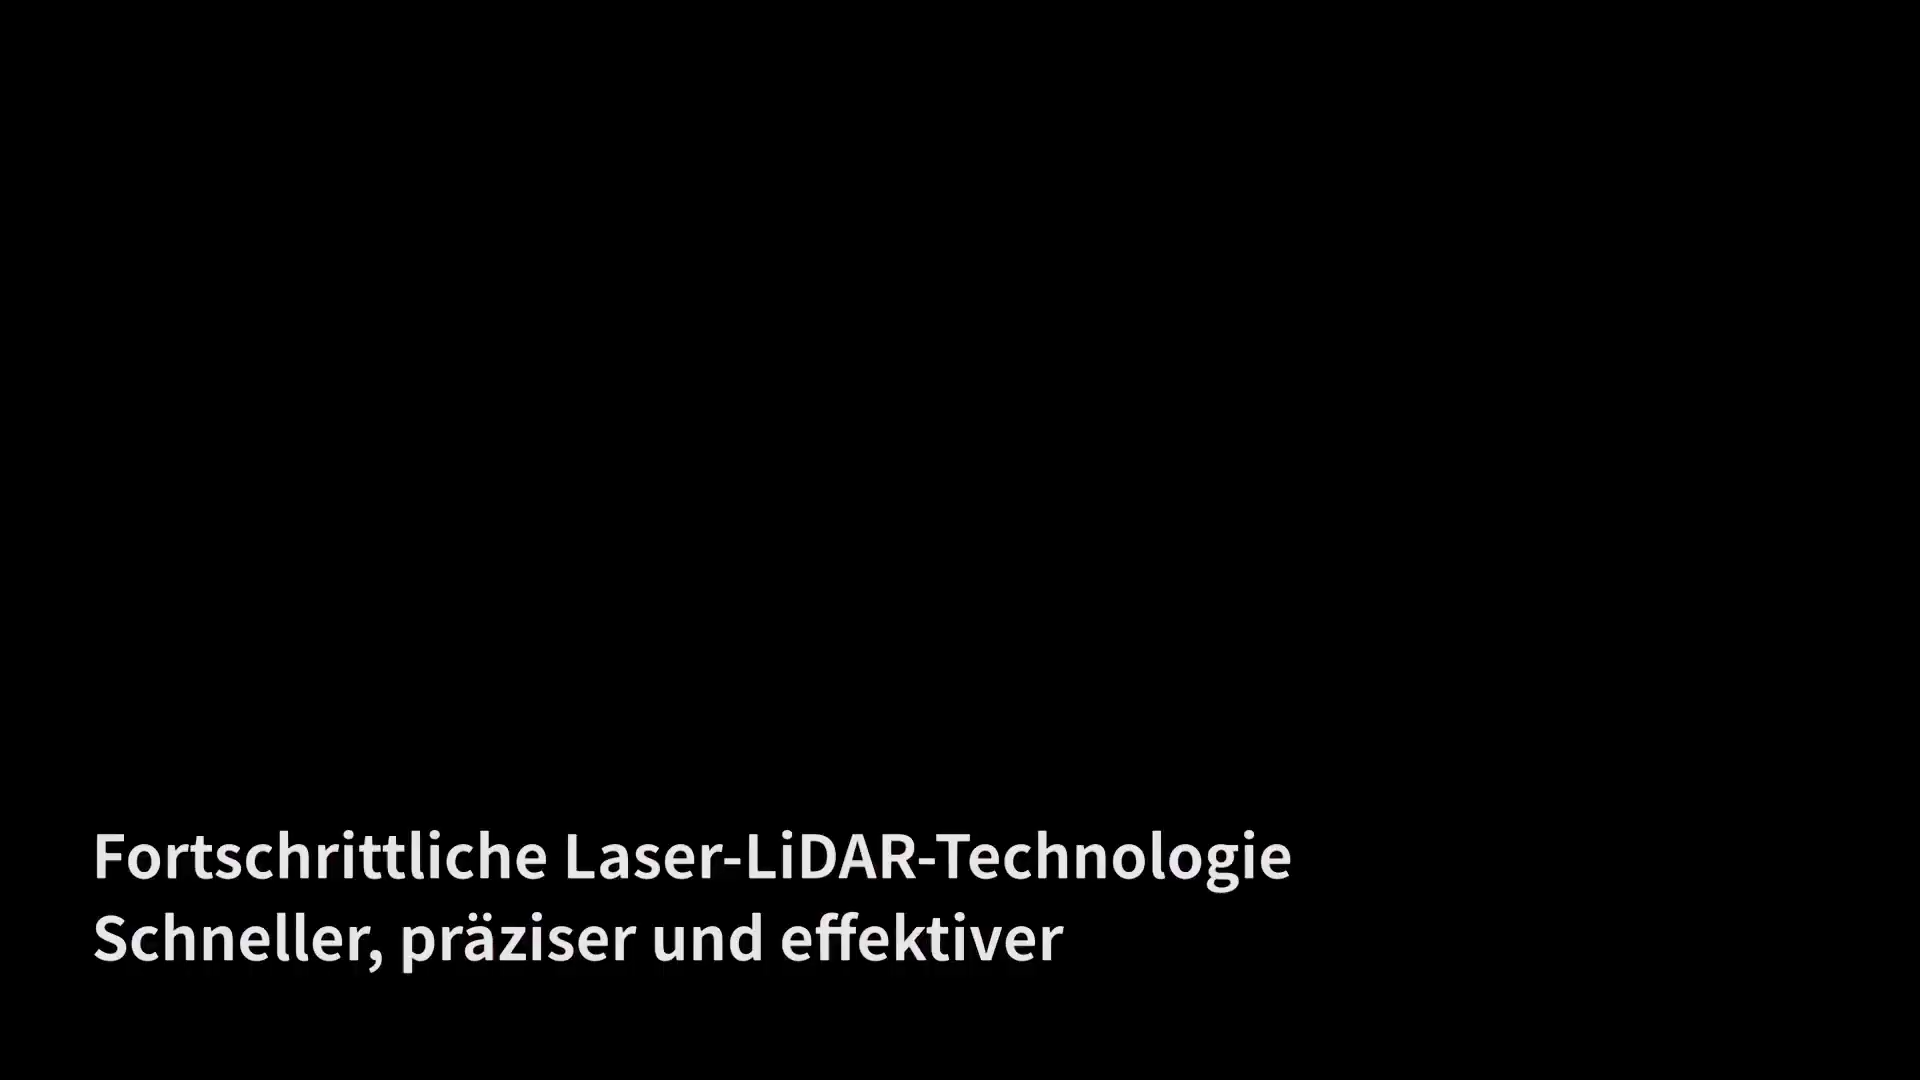 Fortschrittliche Laser-LiDAR-Technologie
Schneller, präziser und effektiver